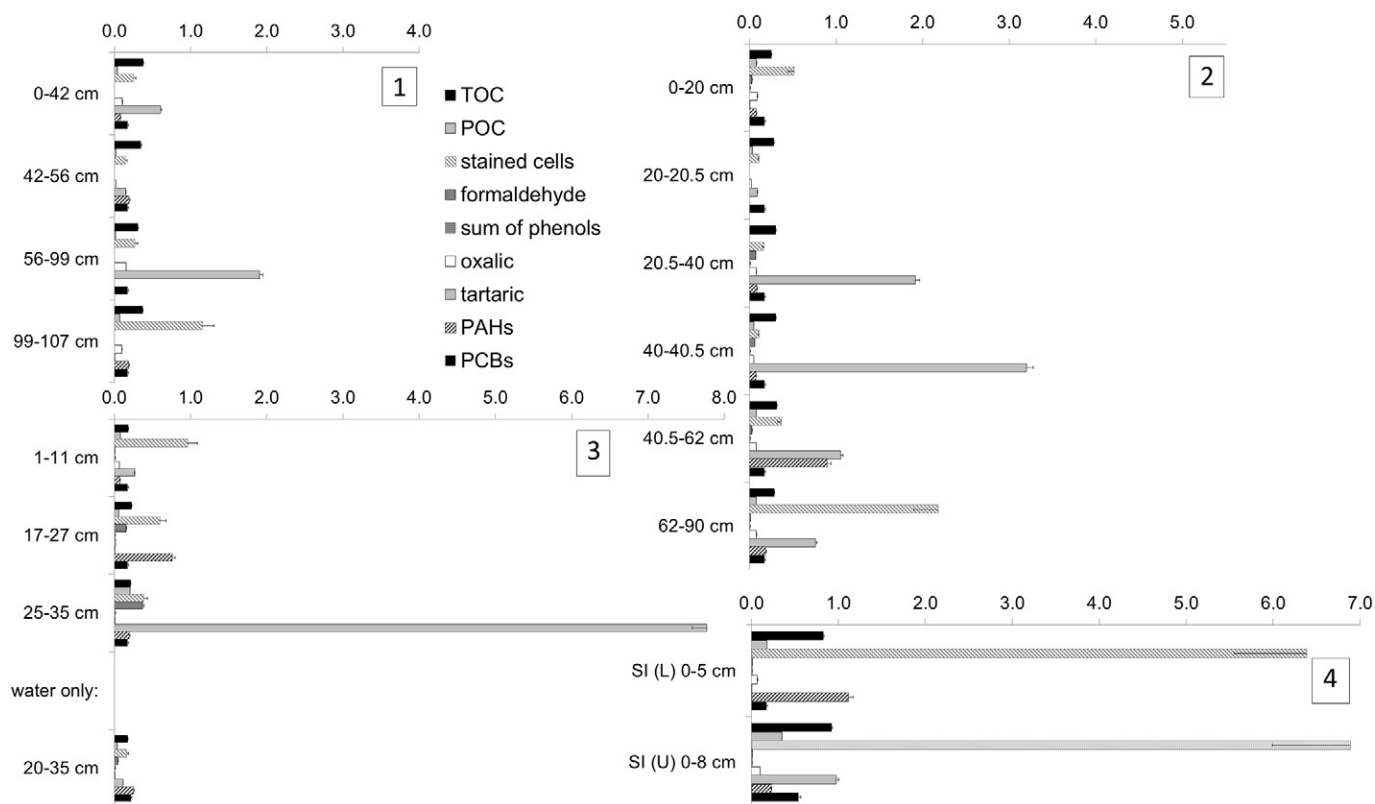 0.0 1.0 2.0 3.0 4.0
1
0-42 cm
42-56 cm
56-99 cm
99-107 cm
TOC
POC
stained cells
formaldehyde
sum of phenols
oxalic
tartaric
PAHs
PCBs
0.0 1.0 2.0 3.0 4.0 5.0
2
0-20 cm
20-20.5 cm
20.5-40 cm
40-40.5 cm
40.5-62 cm
62-90 cm
0.0 1.0 2.0 3.0 4.0 5.0 6.0 7.0 8.0
3
1-11 cm
17-27 cm
25-35 cm
water only:
20-35 cm
0.0 1.0 2.0 3.0 4.0 5.0 6.0 7.0
4
SI (L) 0-5 cm
SI (U) 0-8 cm